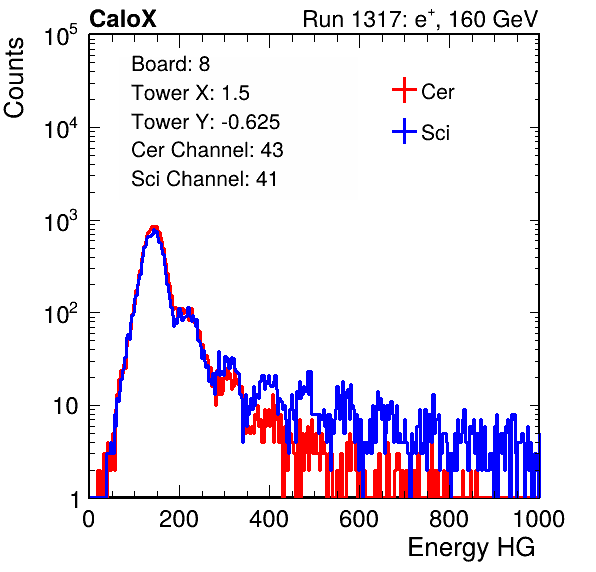 CaloX Run 1317: e⁺, 160 GeV
Counts
10⁵
10⁴
10³
10²
10
1
Board: 8
Tower X: 1.5
Tower Y: -0.625
Cer Channel: 43
Sci Channel: 41
Cer
Sci
0 200 400 600 800 1000
Energy HG